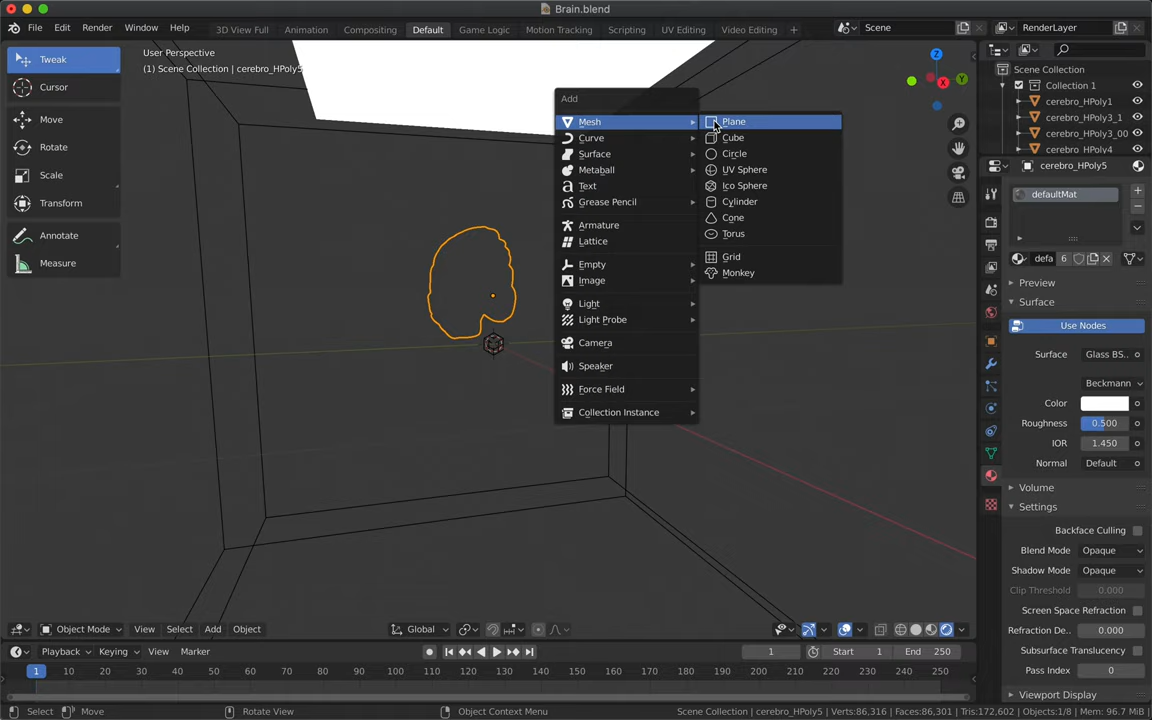 Brain.blend
File Edit Render Window Help
3D View Full Animation Compositing Default Game Logic Motion Tracking Scripting UV Editing Video Editing + Scene RenderLayer
Tweak
Cursor
Move
Rotate
Scale
Transform
Annotate
Measure
User Perspective
(1) Scene Collection | cerebro_HPoly5
Add
Mesh
Curve
Surface
Metaball
Text
Grease Pencil
Armature
Lattice
Empty
Image
Light
Light Probe
Camera
Speaker
Force Field
Collection Instance
Plane
Cube
Circle
UV Sphere
Ico Sphere
Cylinder
Cone
Torus
Grid
Monkey
X
Y
Z
Scene Collection
Collection 1
cerebro_HPoly1
cerebro_HPoly3_1
cerebro_HPoly3_00
cerebro_HPoly4
cerebro_HPoly5
defaultMat
defa 6
Preview
Surface
Use Nodes
Surface Glass BS..
Beckmann
Color
Roughness 0.500
IOR 1.450
Normal Default
Volume
Settings
Backface Culling
Blend Mode Opaque
Shadow Mode Opaque
Clip Threshold 0.000
Screen Space Refraction
Refraction De.. 0.000
Subsurface Translucency
Pass Index 0
Viewport Display
Object Mode View Select Add Object Global
Playback Keying View Marker 1 Start 1 End 250
1 10 20 30 40 50 60 70 80 90 100 110 120 130 140 150 160 170 180 190 200 210 220 230 240 250
Select Move Rotate View Object Context Menu Scene Collection | cerebro_HPoly5 | Verts:86,316 | Faces:86,301 | Tris:172,602 | Objects:1/8 | Mem: 96.7 MiB |